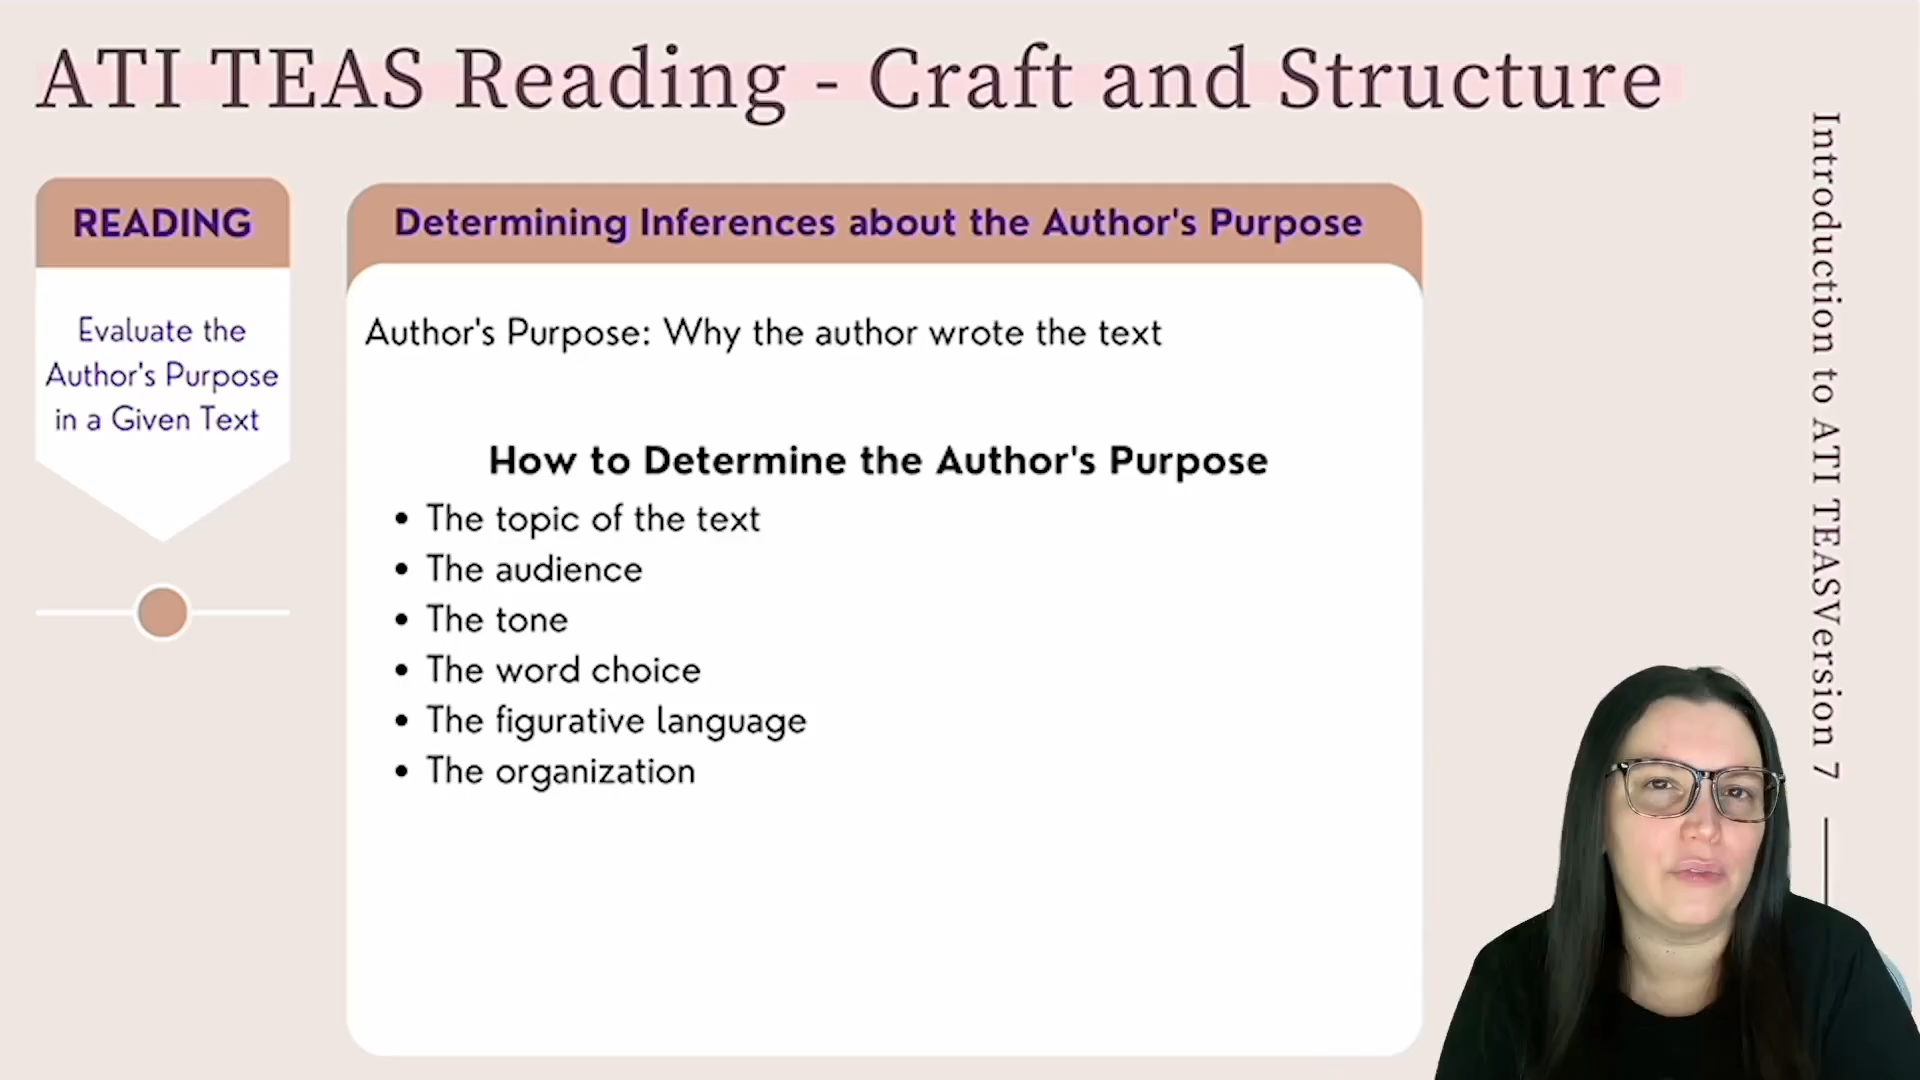 ATI TEAS Reading - Craft and Structure
READING
Evaluate the
Author's Purpose
in a Given Text
Determining Inferences about the Author's Purpose
Author's Purpose: Why the author wrote the text
How to Determine the Author's Purpose
• The topic of the text
• The audience
• The tone
• The word choice
• The figurative language
• The organization
Introduction to ATI TEASVersion 7